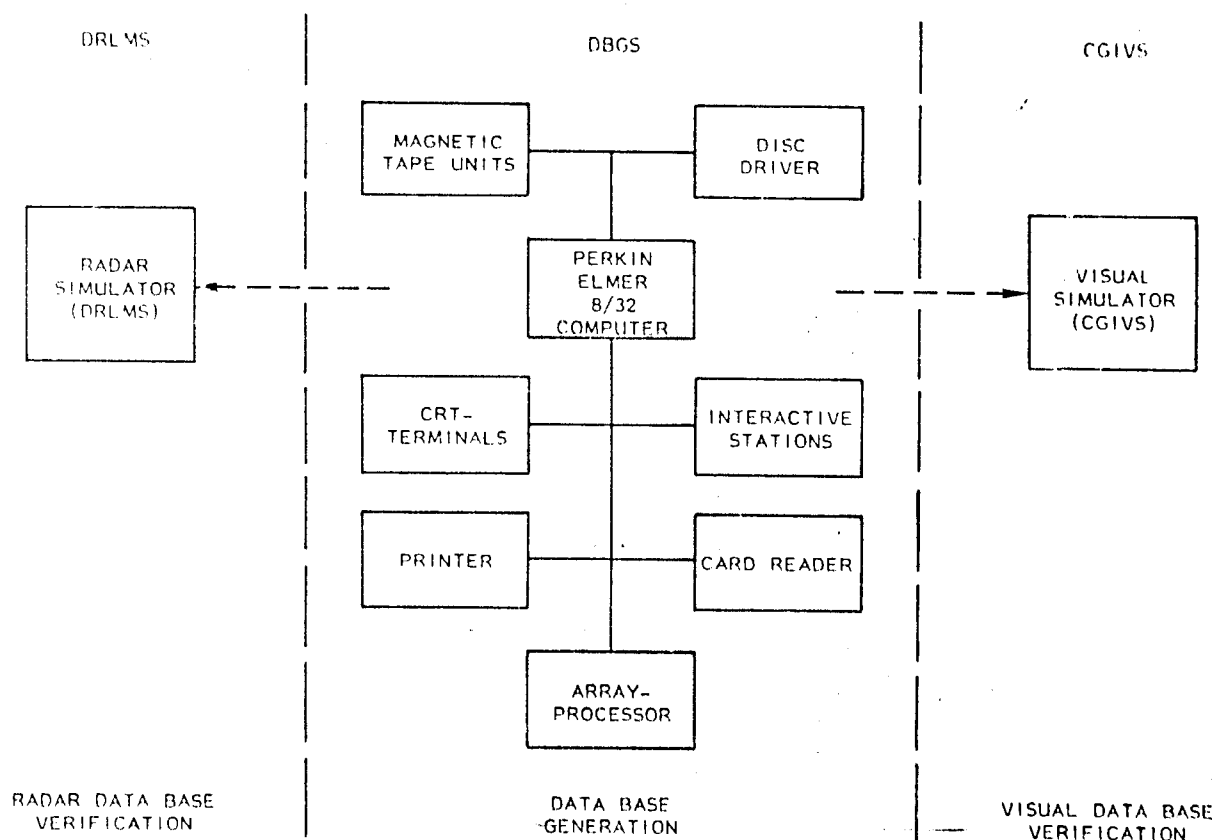 DRLMS
DBGS
CGIVS
MAGNETIC
TAPE UNITS
DISC
DRIVER
RADAR
SIMULATOR
(DRLMS)
PERKIN
ELMER
8/32
COMPUTER
VISUAL
SIMULATOR
(CGIVS)
CRT-
TERMINALS
INTERACTIVE
STATIONS
PRINTER
CARD READER
ARRAY-
PROCESSOR
RADAR DATA BASE
VERIFICATION
DATA BASE
GENERATION
VISUAL DATA BASE
VERIFICATION